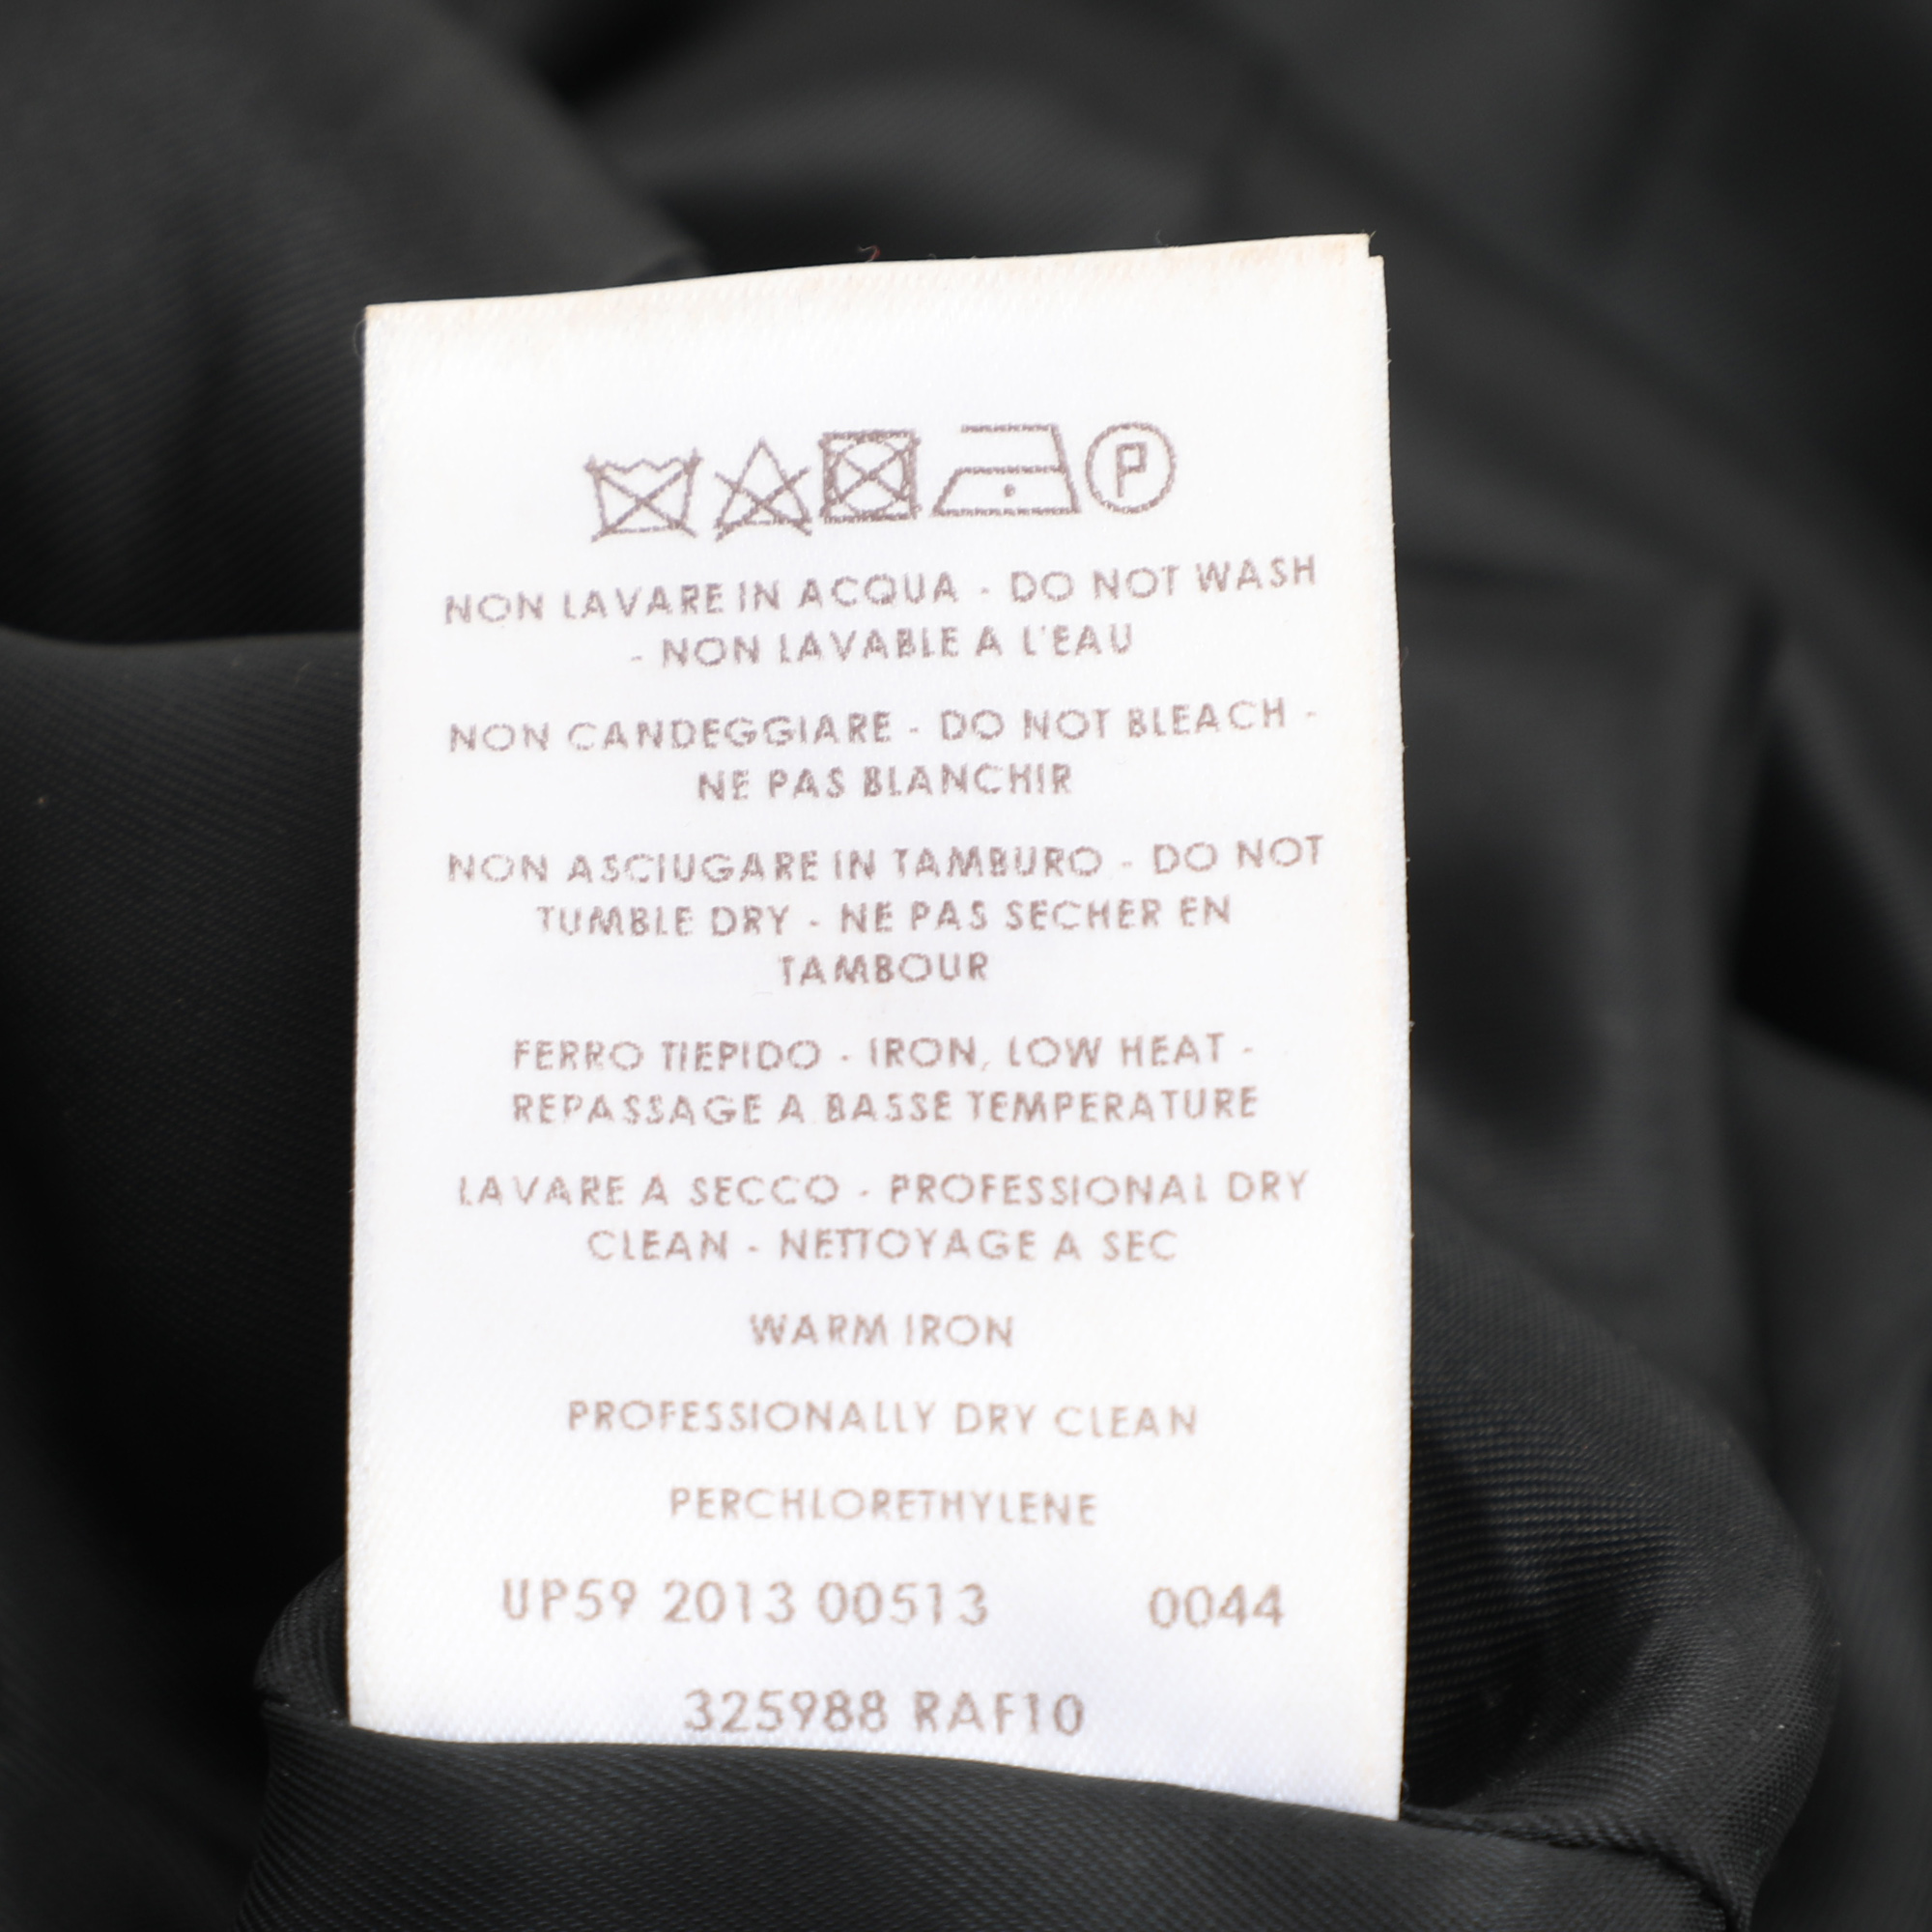 P
NON LAVARE IN ACQUA - DO NOT WASH
- NON LAVABLE A L'EAU
NON CANDEGGIARE - DO NOT BLEACH -
NE PAS BLANCHIR
NON ASCIUGARE IN TAMBURO - DO NOT
TUMBLE DRY - NE PAS SECHER EN
TAMBOUR
FERRO TIEPIDO - IRON, LOW HEAT -
REPASSAGE A BASSE TEMPERATURE
LAVARE A SECCO - PROFESSIONAL DRY
CLEAN - NETTOYAGE A SEC
WARM IRON
PROFESSIONALLY DRY CLEAN
PERCHLORETHYLENE
UP59 2013 00513 0044
325988 RAF10